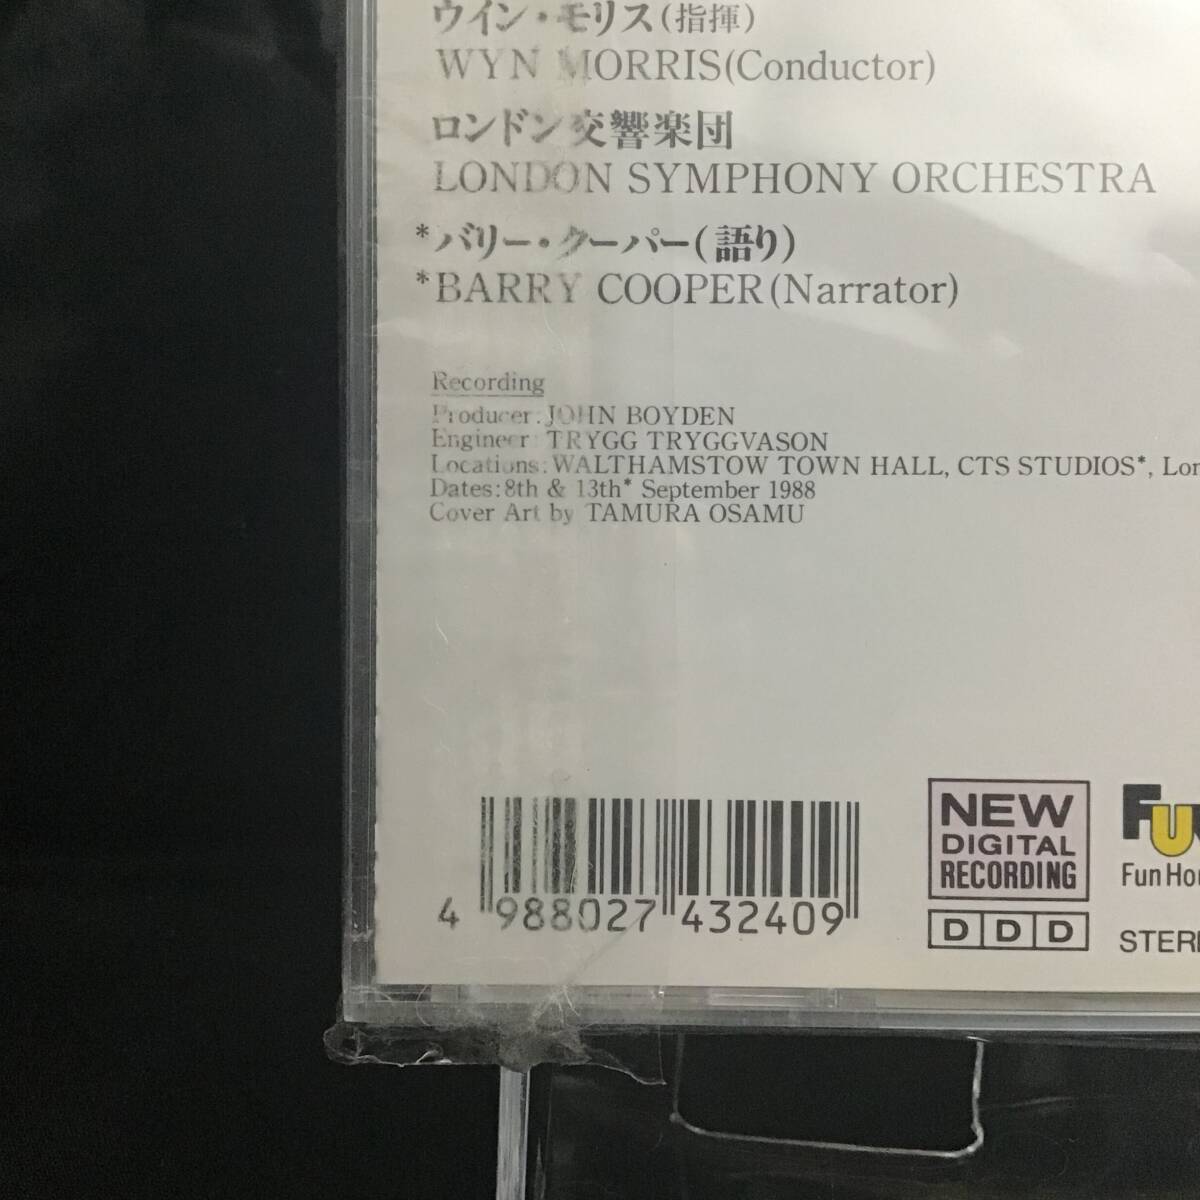 ウイン・モリス(指揮)
WYN MORRIS(Conductor)
ロンドン交響楽団
LONDON SYMPHONY ORCHESTRA
*バリー・クーパー(語り)
*BARRY COOPER(Narrator)
Recording
Producer:JOHN BOYDEN
Engineer:TRYGG TRYGGVASON
Locations:WALTHAMSTOW TOWN HALL, CTS STUDIOS*, Lon
Dates:8th & 13th* September 1988
Cover Art by TAMURA OSAMU
4 988027 432409
NEW
DIGITAL
RECORDING
DDD
Fun Hou
STERE